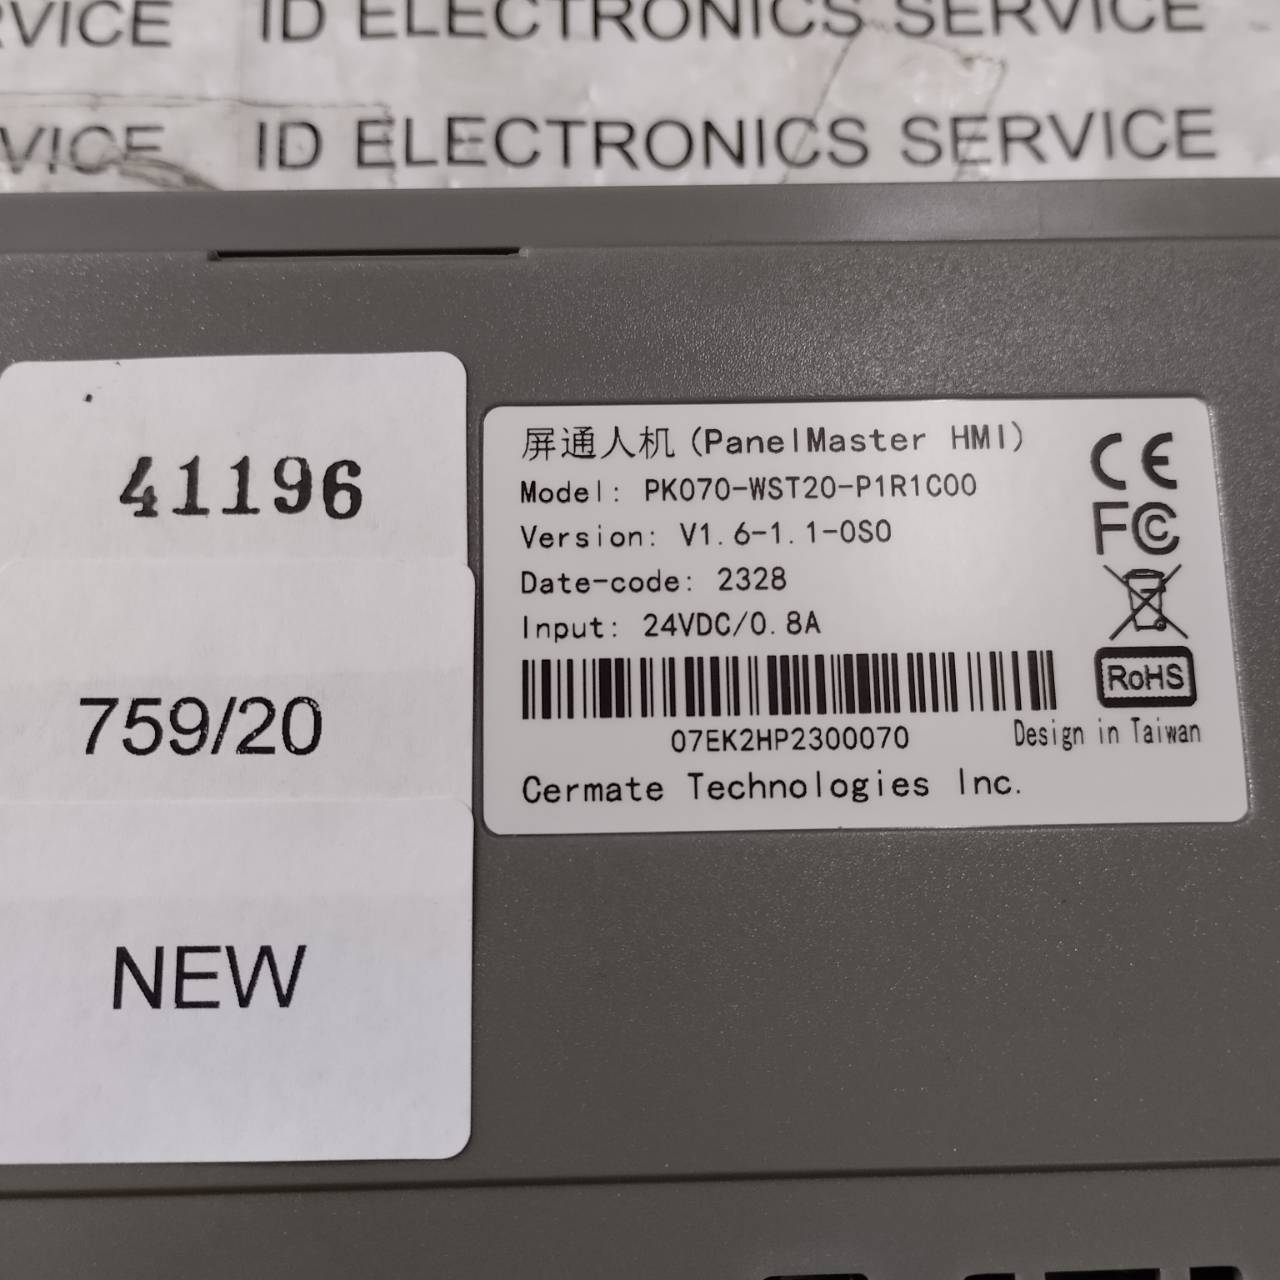 RVICE ID ELECTRONICS SERVICE
VICE ID ELECTRONICS SERVICE
41196
759/20
NEW
屏通人机 (PanelMaster HMI)
Model: PK070-WST20-P1R1C00
Version: V1.6-1.1-0S0
Date-code: 2328
Input: 24VDC/0.8A
07EK2HP2300070
Cermate Technologies Inc.
CE
FC
RoHS
Design in Taiwan